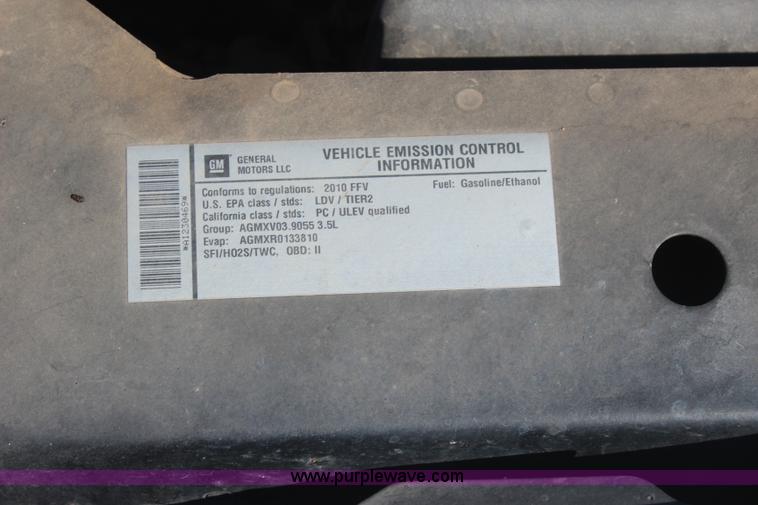 GM GENERAL MOTORS LLC
VEHICLE EMISSION CONTROL
INFORMATION
Conforms to regulations: 2010 FFV Fuel: Gasoline/Ethanol
U.S. EPA class / stds: LDV / TIER2
California class / stds: PC / ULEV qualified
Group: AGMXV03.9055 3.5L
Evap: AGMXR0133810
SFI/HO2S/TWC, OBD: II
*A1230469*
www.purplewave.com